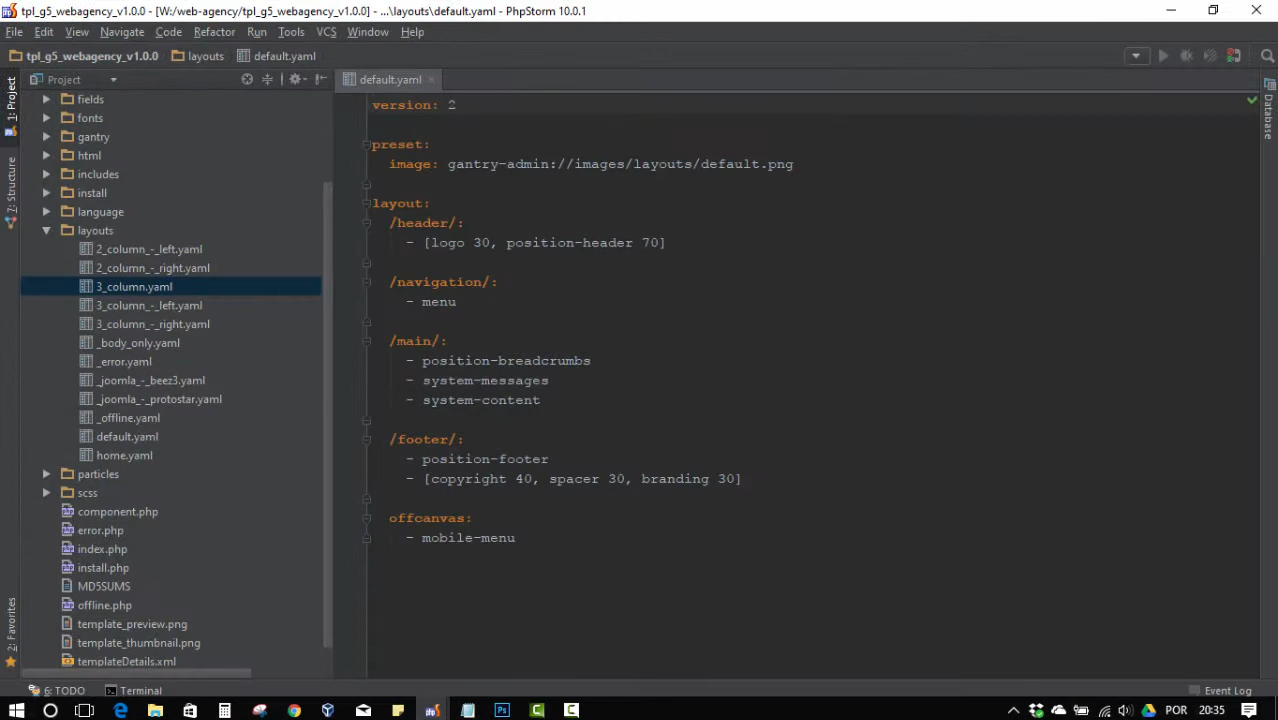 tpl_g5_webagency_v1.0.0 - [W:/web-agency/tpl_g5_webagency_v1.0.0] - ...\layouts\default.yaml - PhpStorm 10.0.1
File Edit View Navigate Code Refactor Run Tools VCS Window Help
tpl_g5_webagency_v1.0.0 layouts default.yaml
Project default.yaml
1: Project
7: Structure
2: Favorites
fields
fonts
gantry
html
includes
install
language
layouts
2_column_-_left.yaml
2_column_-_right.yaml
3_column.yaml
3_column_-_left.yaml
3_column_-_right.yaml
_body_only.yaml
_error.yaml
_joomla_-_beez3.yaml
_joomla_-_protostar.yaml
_offline.yaml
default.yaml
home.yaml
particles
scss
component.php
error.php
index.php
install.php
MD5SUMS
offline.php
template_preview.png
template_thumbnail.png
templateDetails.xml
version: 2
preset:
image: gantry-admin://images/layouts/default.png
layout:
/header/:
- [logo 30, position-header 70]
/navigation/:
- menu
/main/:
- position-breadcrumbs
- system-messages
- system-content
/footer/:
- position-footer
- [copyright 40, spacer 30, branding 30]
offcanvas:
- mobile-menu
Database
6: TODO Terminal Event Log
POR 20:35